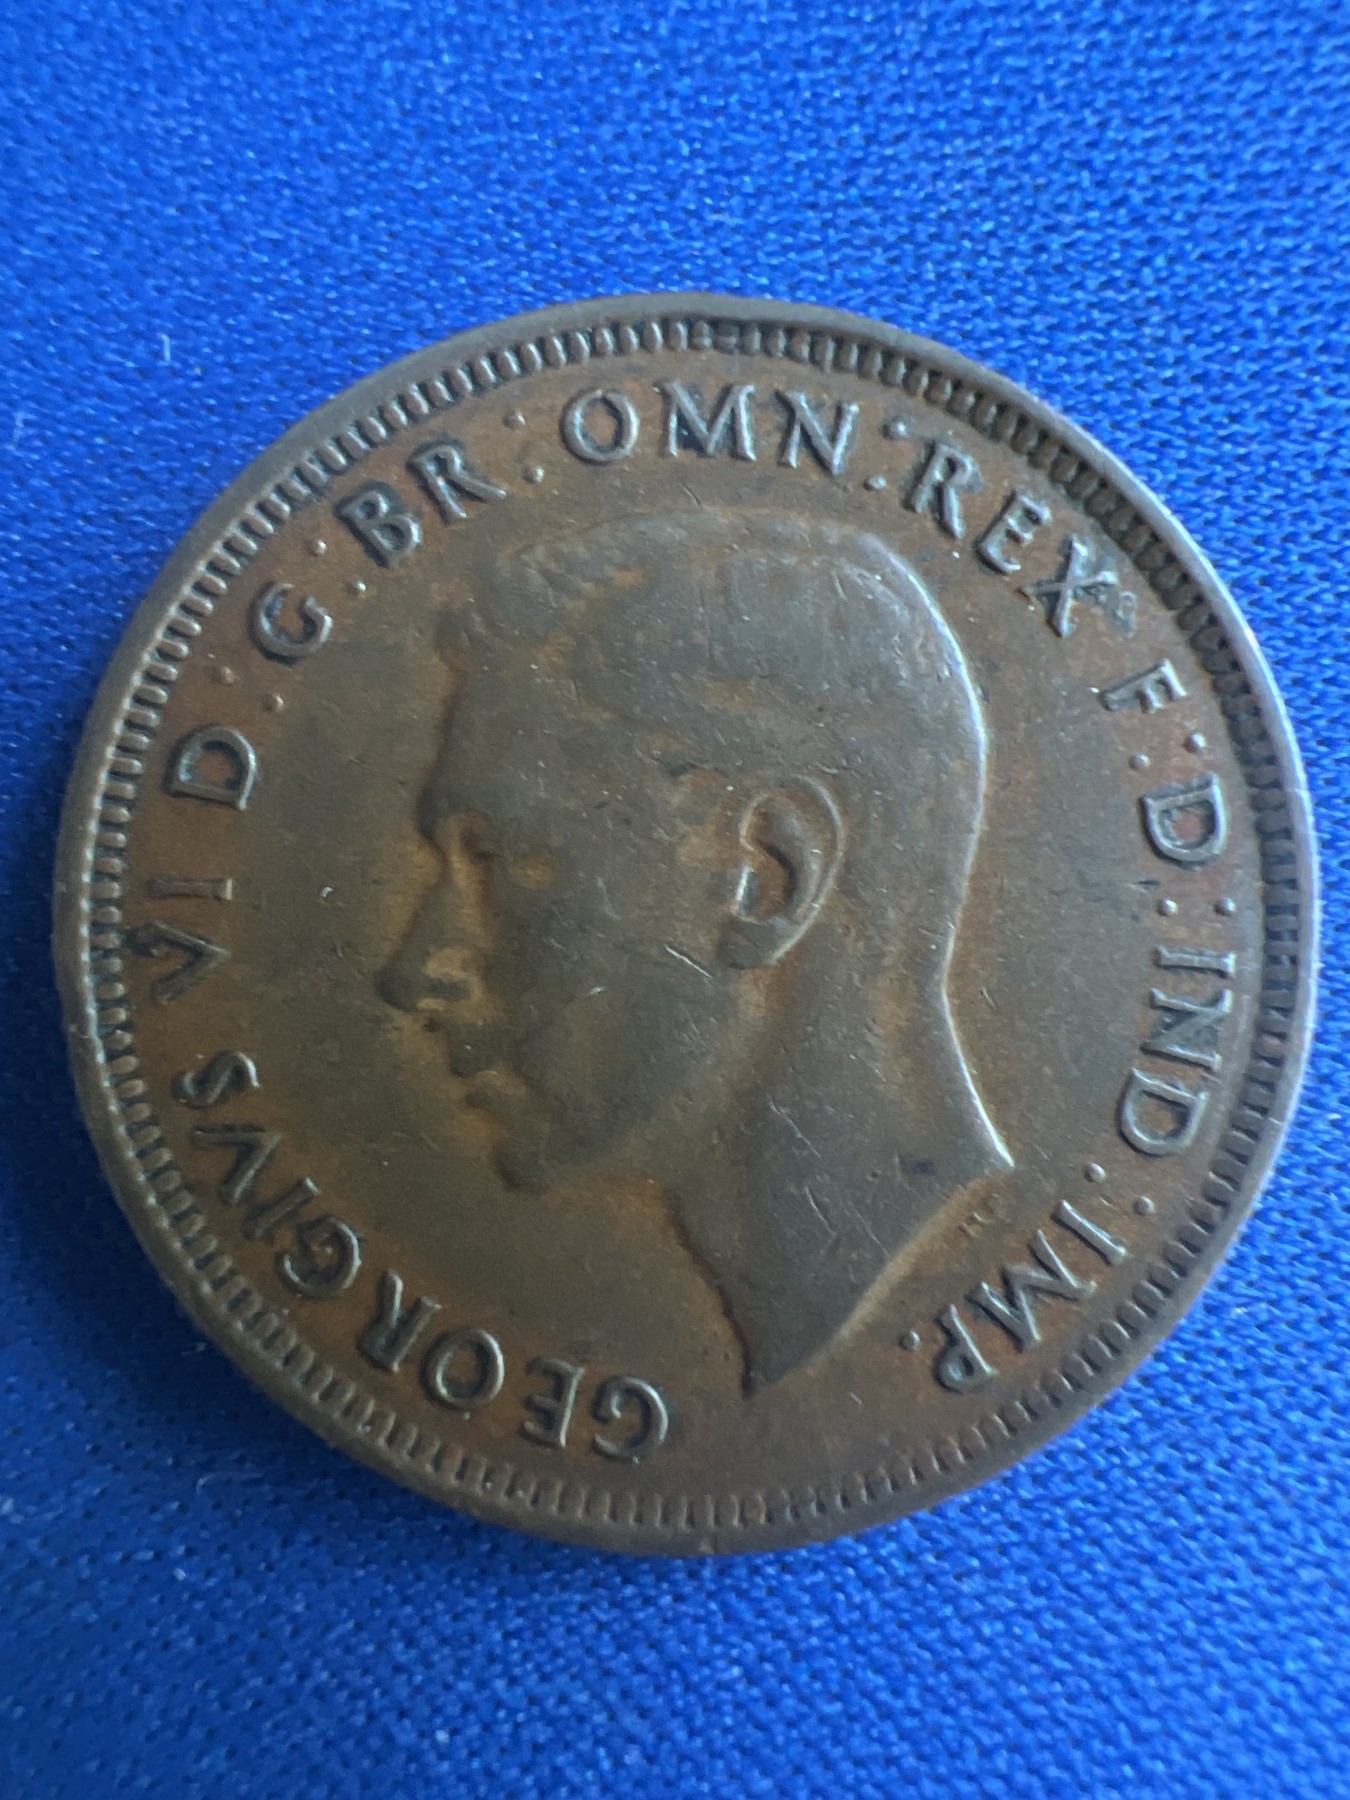 GEORGIVS VI D : G : BR : OMN : REX F : D : IND : IMP.